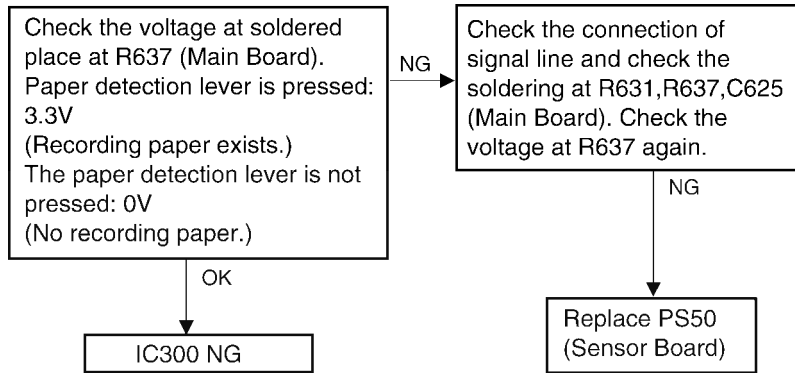 Check the voltage at soldered
place at R637 (Main Board).
Paper detection lever is pressed:
3.3V
(Recording paper exists.)
The paper detection lever is not
pressed: 0V
(No recording paper.)
NG
Check the connection of
signal line and check the
soldering at R631,R637,C625
(Main Board). Check the
voltage at R637 again.
OK
NG
IC300 NG
Replace PS50
(Sensor Board)